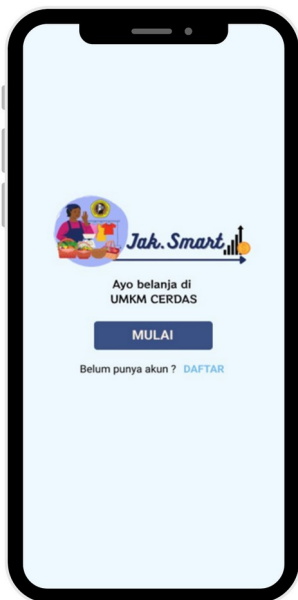 Jak.Smart
Ayo belanja di
UMKM CERDAS
MULAI
Belum punya akun ? DAFTAR